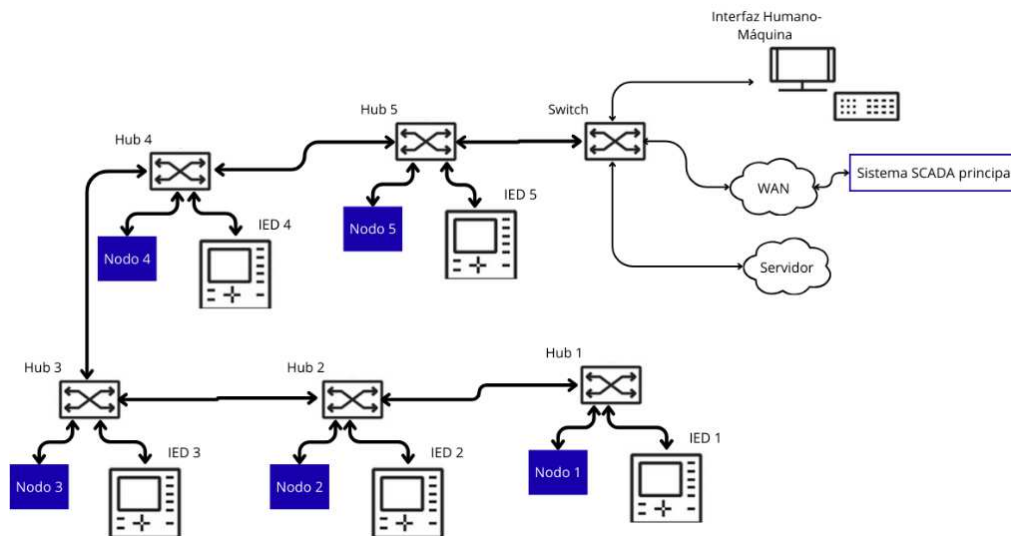 Interfaz Humano-
Máquina
Hub 5
Switch
Hub 4
WAN
Sistema SCADA principal
IED 5
Nodo 5
IED 4
Nodo 4
Servidor
Hub 3
Hub 2
Hub 1
IED 3
IED 2
IED 1
Nodo 3
Nodo 2
Nodo 1